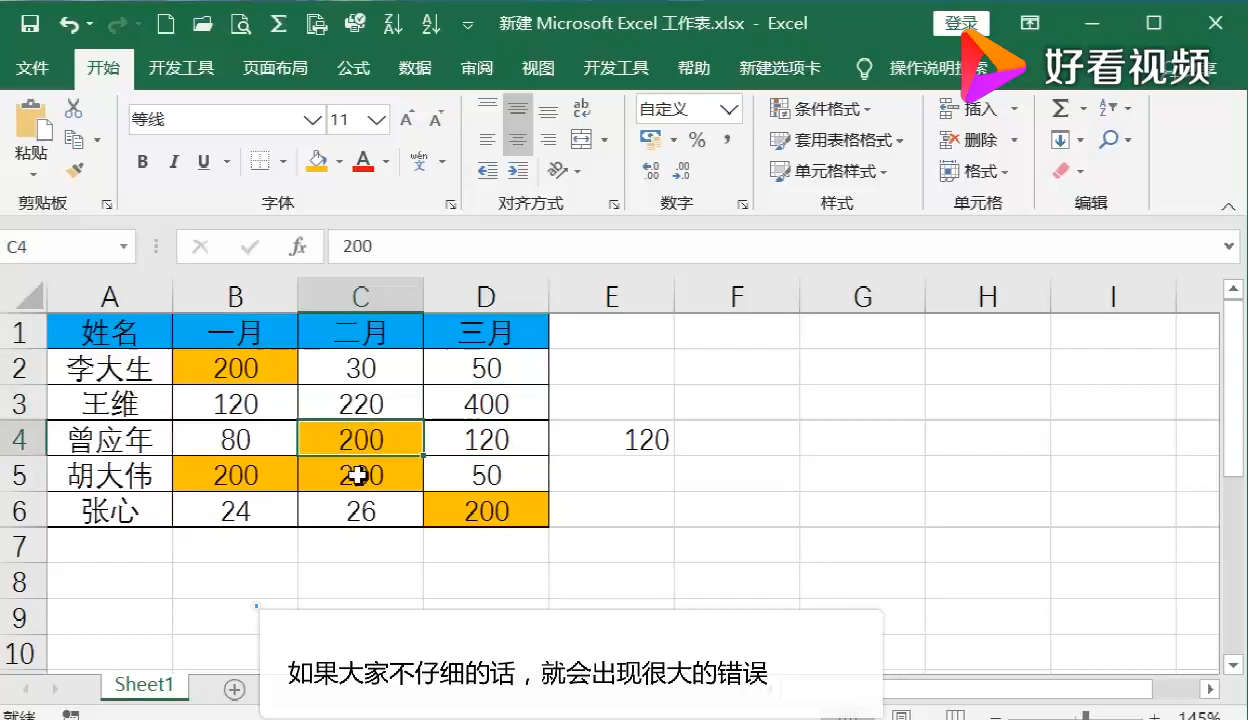 新建 Microsoft Excel 工作表.xlsx - Excel
登录
好看视频
文件 开始 开发工具 页面布局 公式 数据 审阅 视图 开发工具 帮助 新建选项卡 操作说明搜索
粘贴
等线 11
B I U wén 文 A
ab
自定义
% ,
条件格式
套用表格格式
单元格样式
插入
删除
格式
剪贴板 字体 对齐方式 数字 样式 单元格 编辑
C4 fx 200
A B C D E F G H I
1 姓名 一月 二月 三月
2 李大生 200 30 50
3 王维 120 220 400
4 曾应年 80 200 120 120
5 胡大伟 200 200 50
6 张心 24 26 200
7
8
9
10
如果大家不仔细的话，就会出现很大的错误
Sheet1
就绪 145%